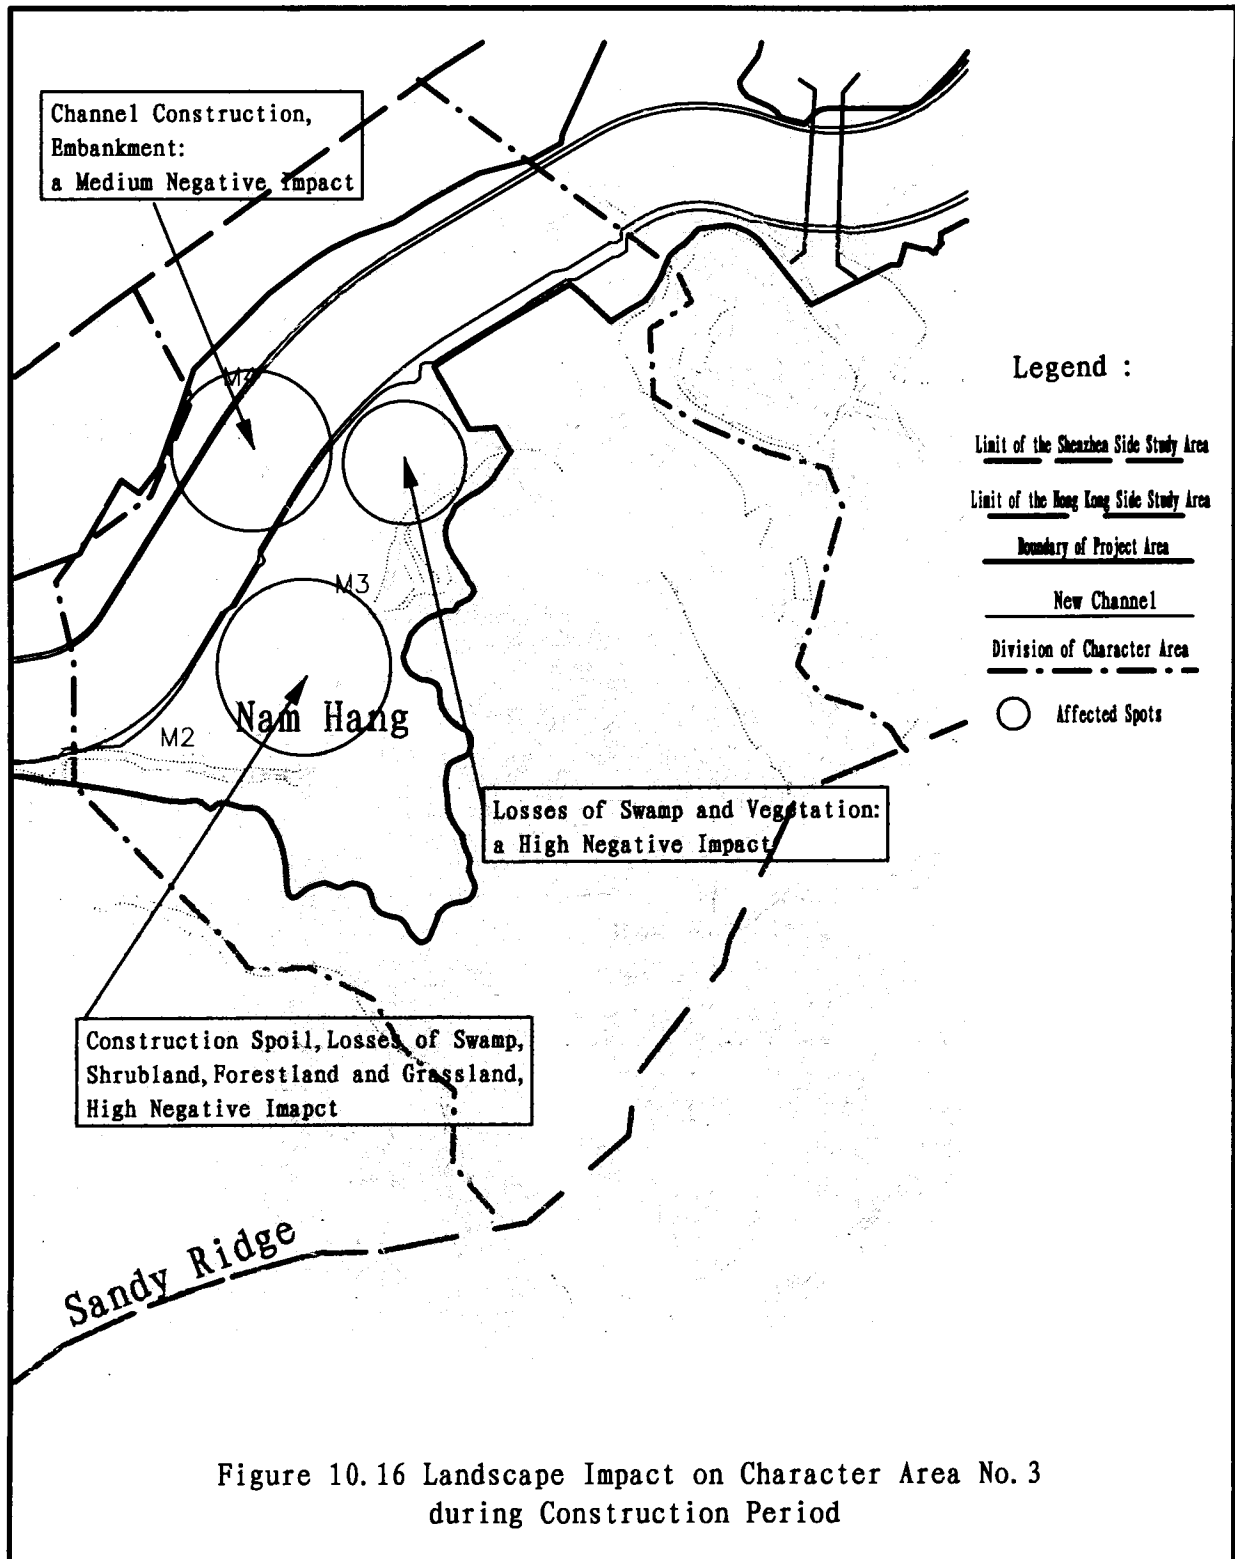 Channel Construction,
Embankment:
a Medium Negative Impact
M4
Legend :
Limit of the Shenzhen Side Study Area
Limit of the Hong Kong Side Study Area
Boundary of Project Area
New Channel
Division of Character Area
Affected Spots
M3
Nam Hang
M2
Losses of Swamp and Vegetation:
a High Negative Impact
Construction Spoil, Losses of Swamp,
Shrubland, Forestland and Grassland,
High Negative Imapct
Sandy Ridge
Figure 10.16 Landscape Impact on Character Area No. 3
during Construction Period